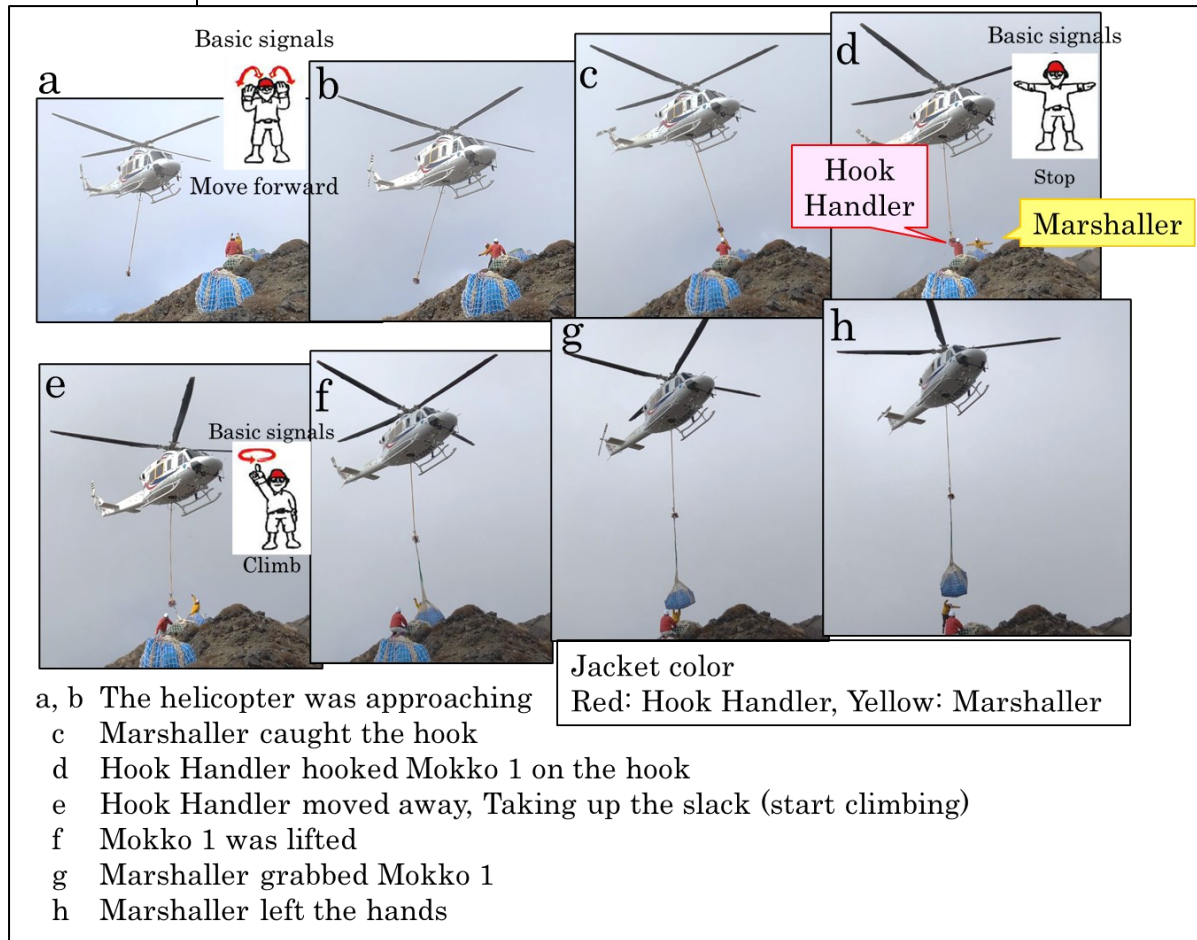 a
Basic signals
Move forward
b
c
d
Basic signals
Stop
Hook
Handler
Marshaller
e
Basic signals
Climb
f
g
h
Jacket color
Red: Hook Handler, Yellow: Marshaller
a, b The helicopter was approaching
c Marshaller caught the hook
d Hook Handler hooked Mokko 1 on the hook
e Hook Handler moved away, Taking up the slack (start climbing)
f Mokko 1 was lifted
g Marshaller grabbed Mokko 1
h Marshaller left the hands